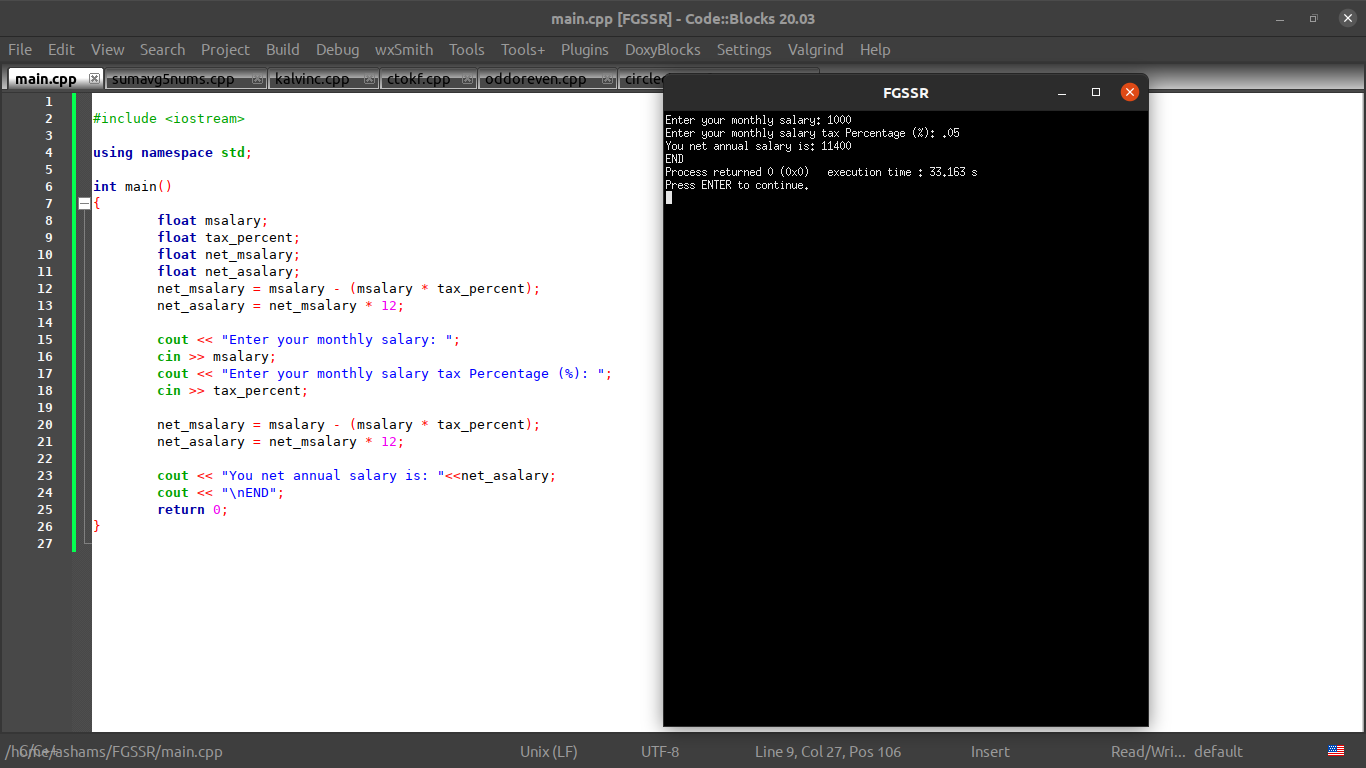 main.cpp [FGSSR] - Code::Blocks 20.03
File Edit View Search Project Build Debug wxSmith Tools Tools+ Plugins DoxyBlocks Settings Valgrind Help
main.cpp sumavg5nums.cpp kalvinc.cpp ctokf.cpp oddoreven.cpp
1
2 #include <iostream>
3
4 using namespace std;
5
6 int main()
7 {
8 float msalary;
9 float tax_percent;
10 float net_msalary;
11 float net_asalary;
12 net_msalary = msalary - (msalary * tax_percent);
13 net_asalary = net_msalary * 12;
14
15 cout << "Enter your monthly salary: ";
16 cin >> msalary;
17 cout << "Enter your monthly salary tax Percentage (%): ";
18 cin >> tax_percent;
19
20 net_msalary = msalary - (msalary * tax_percent);
21 net_asalary = net_msalary * 12;
22
23 cout << "You net annual salary is: "<<net_asalary;
24 cout << "\nEND";
25 return 0;
26 }
27
FGSSR
Enter your monthly salary: 1000
Enter your monthly salary tax Percentage (%): .05
You net annual salary is: 11400
END
Process returned 0 (0x0) execution time : 33.163 s
Press ENTER to continue.
/home/ashams/FGSSR/main.cpp C/C++ Unix (LF) UTF-8 Line 9, Col 27, Pos 106 Insert Read/Wri... default